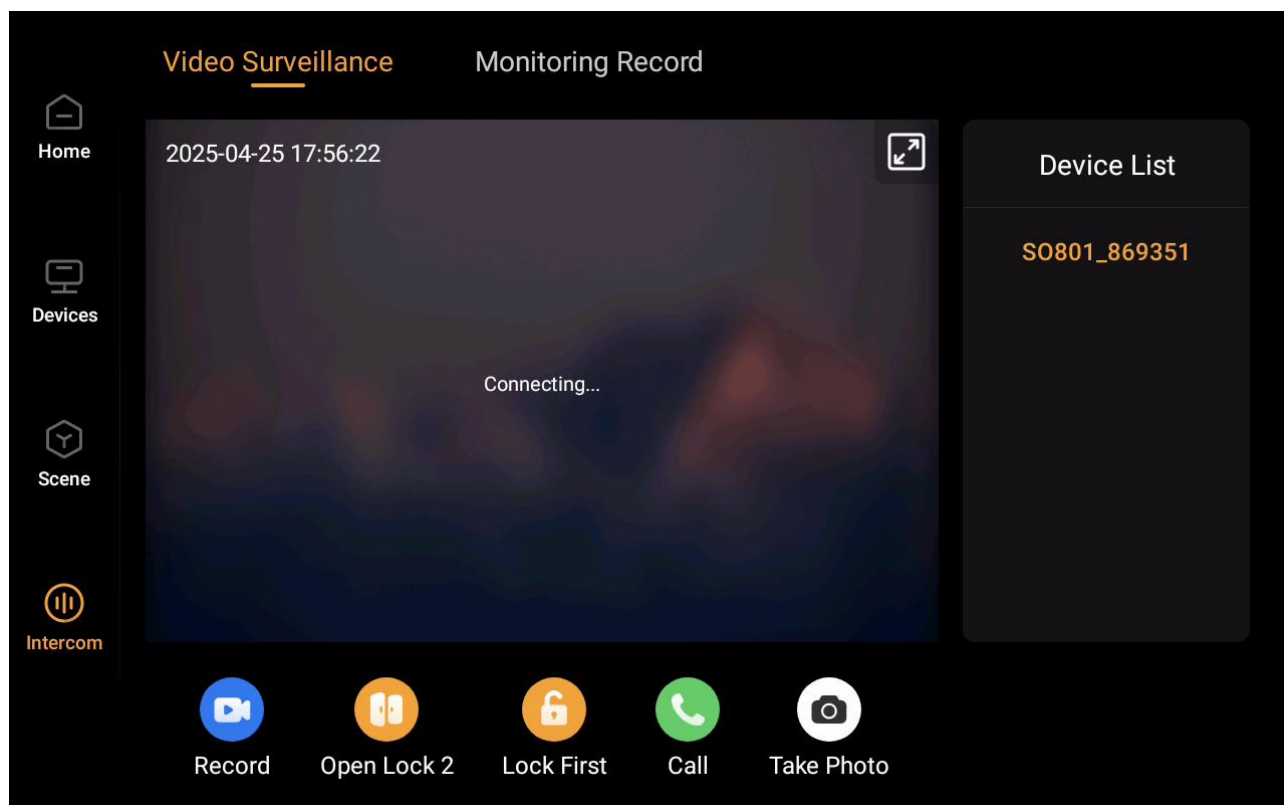 Video Surveillance
Monitoring Record
Home
2025-04-25 17:56:22
Device List
SO801_869351
Devices
Connecting...
Scene
Intercom
Record
Open Lock 2
Lock First
Call
Take Photo